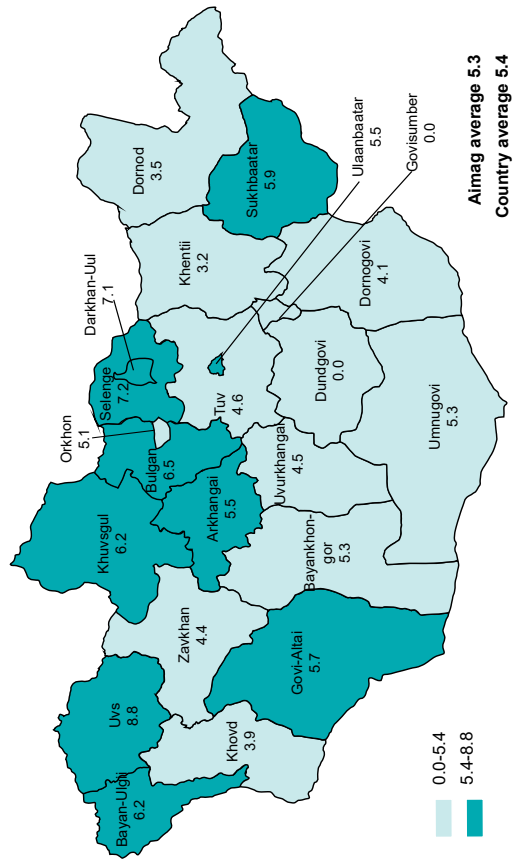 Bayan-Ulgii
6.2
Uvs
8.8
Khovd
3.9
Zavkhan
4.4
Govi-Altai
5.7
Khuvsgul
6.2
Bayankhon-
gor
5.3
Arkhangai
5.5
Bulgan
6.5
Orkhon
5.1
Selenge
7.2
Darkhan-Uul
7.1
Tuv
4.6
Uvurkhangai
4.5
Dundgovi
0.0
Umnugovi
5.3
Khentii
3.2
Dornod
3.5
Sukhbaatar
5.9
Dornogovi
4.1
Ulaanbaatar
5.5
Govisumber
0.0
0.0-5.4
5.4-8.8
Aimag average 5.3
Country average 5.4